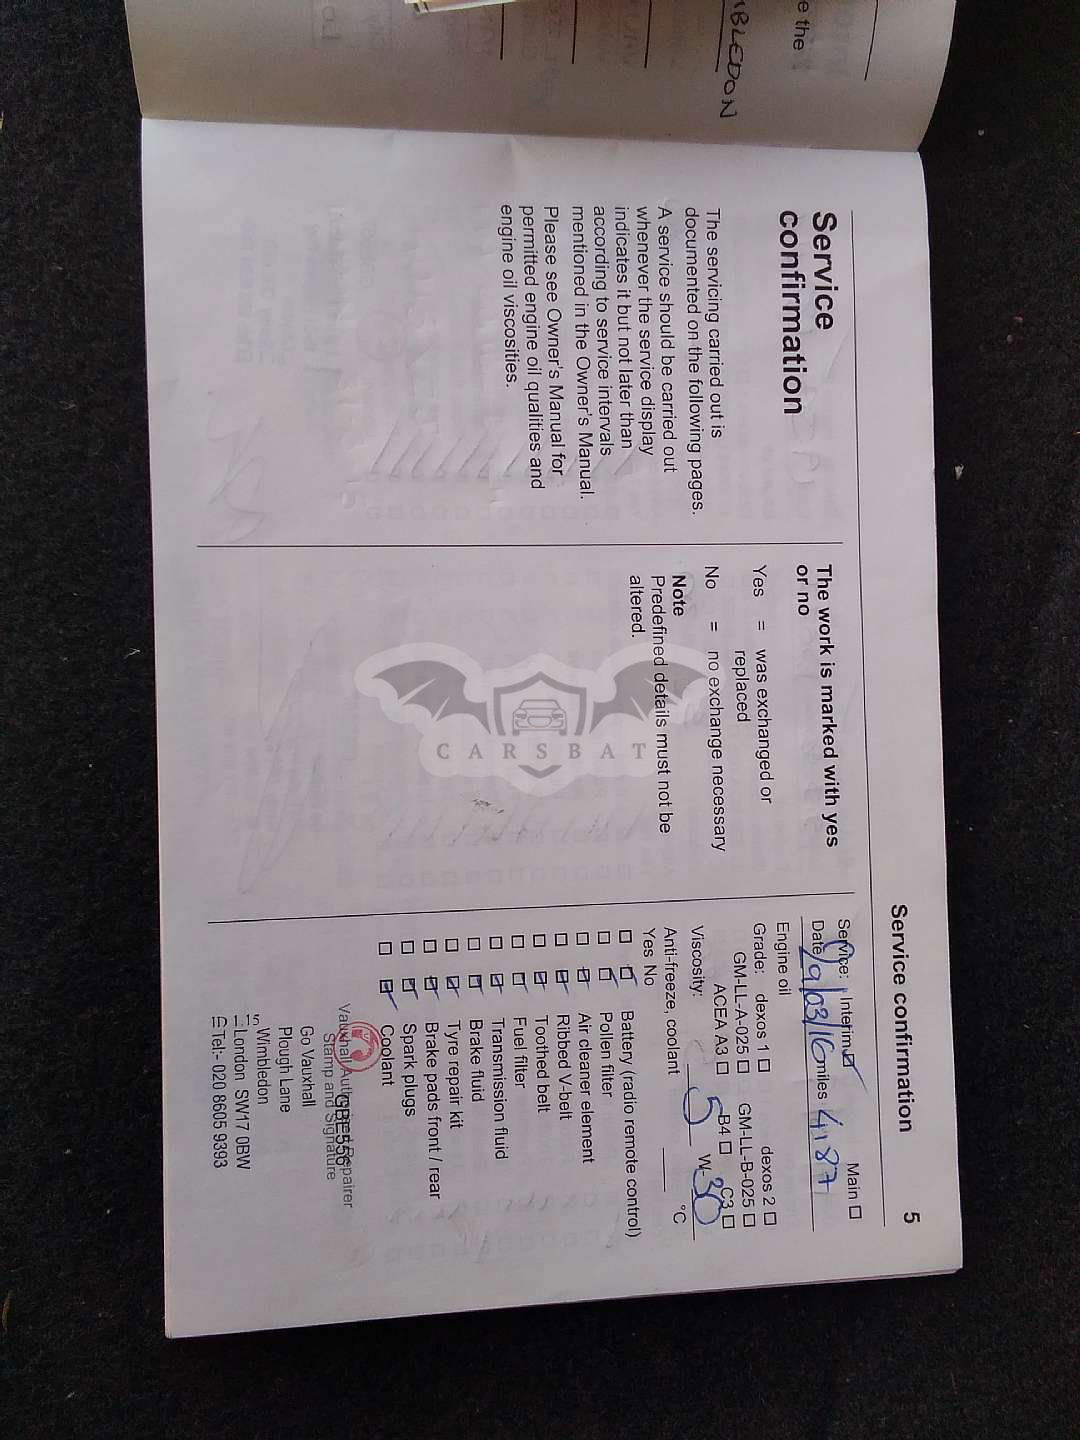 e the
MBLEDON
Service confirmation
5
Service
confirmation
The servicing carried out is
documented on the following pages.
A service should be carried out
whenever the service display
indicates it but not later than
according to service intervals
mentioned in the Owner's Manual.
Please see Owner's Manual for
permitted engine oil qualities and
engine oil viscosities.
The work is marked with yes
or no
Yes = was exchanged or
replaced
No = no exchange necessary
Note
Predefined details must not be
altered.
CARSBAT
Service: Interim ☑ Main ☐
Date 29/03/16 miles 4187
Engine oil
Grade: dexos 1 ☐ dexos 2 ☐
GM-LL-A-025 ☐ GM-LL-B-025 ☐
ACEA A3 ☐ B4 ☐ C3 ☐
Viscosity: 5 W-30
Anti-freeze, coolant °C
Yes No
☐ ☑ Battery (radio remote control)
☐ ☑ Pollen filter
☐ ☑ Air cleaner element
☐ ☑ Ribbed V-belt
☐ ☑ Toothed belt
☐ ☑ Fuel filter
☐ ☑ Transmission fluid
☐ ☑ Brake fluid
☐ ☑ Tyre repair kit
☐ ☑ Brake pads front / rear
☐ ☑ Spark plugs
☐ ☑ Coolant
Vauxhall Authorised Repairer
GBE556
Stamp and Signature
Go Vauxhall
Plough Lane
Wimbledon
London SW17 0BW
Tel:- 020 8605 9393